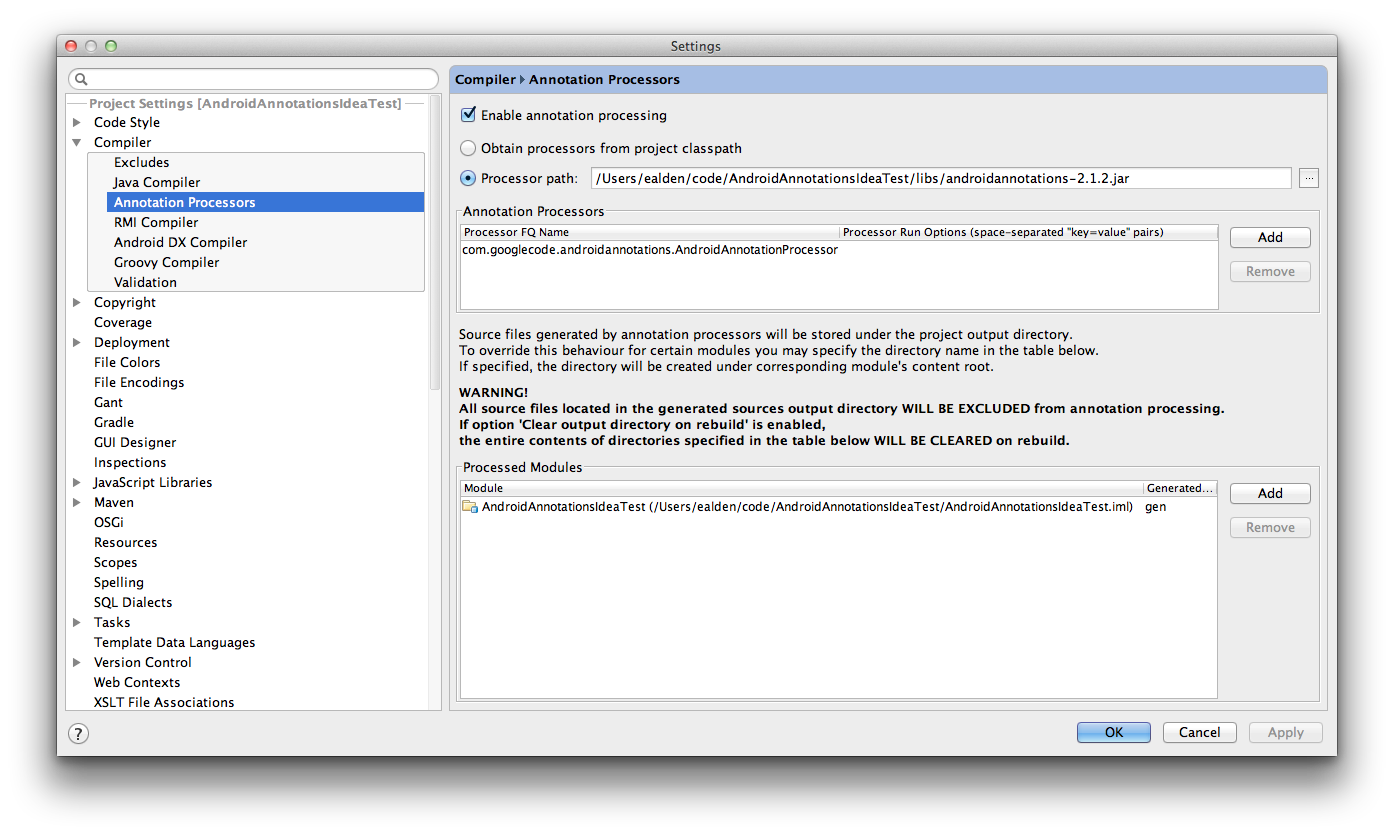 Settings
Project Settings [AndroidAnnotationsIdeaTest]
Code Style
Compiler
Excludes
Java Compiler
Annotation Processors
RMI Compiler
Android DX Compiler
Groovy Compiler
Validation
Copyright
Coverage
Deployment
File Colors
File Encodings
Gant
Gradle
GUI Designer
Inspections
JavaScript Libraries
Maven
OSGi
Resources
Scopes
Spelling
SQL Dialects
Tasks
Template Data Languages
Version Control
Web Contexts
XSLT File Associations
?
Compiler Annotation Processors
Enable annotation processing
Obtain processors from project classpath
Processor path: /Users/ealden/code/AndroidAnnotationsIdeaTest/libs/androidannotations-2.1.2.jar ...
Annotation Processors
Processor FQ Name Processor Run Options (space-separated "key=value" pairs)
com.googlecode.androidannotations.AndroidAnnotationProcessor
Add
Remove
Source files generated by annotation processors will be stored under the project output directory.
To override this behaviour for certain modules you may specify the directory name in the table below.
If specified, the directory will be created under corresponding module's content root.
WARNING!
All source files located in the generated sources output directory WILL BE EXCLUDED from annotation processing.
If option 'Clear output directory on rebuild' is enabled,
the entire contents of directories specified in the table below WILL BE CLEARED on rebuild.
Processed Modules
Module Generated...
AndroidAnnotationsIdeaTest (/Users/ealden/code/AndroidAnnotationsIdeaTest/AndroidAnnotationsIdeaTest.iml) gen
Add
Remove
OK Cancel Apply